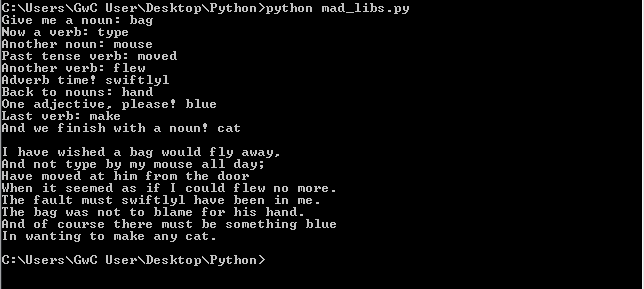 C:\Users\GwC User\Desktop\Python>python mad_libs.py
Give me a noun: bag
Now a verb: type
Another noun: mouse
Past tense verb: moved
Another verb: flew
Adverb time! swiftlyl
Back to nouns: hand
One adjective, please! blue
Last verb: make
And we finish with a noun! cat
I have wished a bag would fly away,
And not type by my mouse all day;
Have moved at him from the door
When it seemed as if I could flew no more.
The fault must swiftlyl have been in me.
The bag was not to blame for his hand.
And of course there must be something blue
In wanting to make any cat.
C:\Users\GwC User\Desktop\Python>